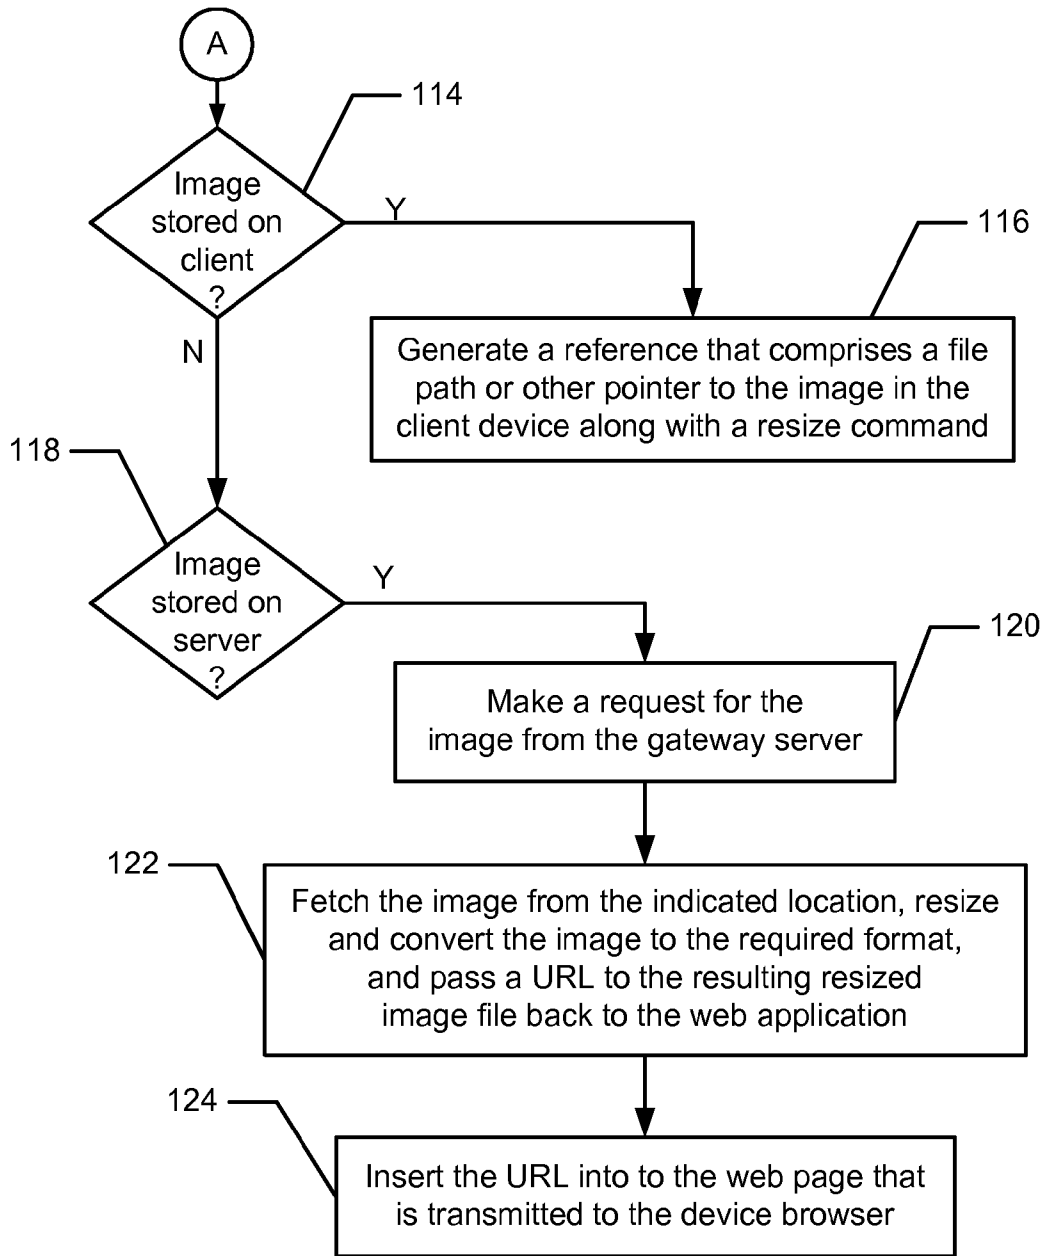 A
114
Image
stored on
client
?
Y
116
N
Generate a reference that comprises a file
path or other pointer to the image in the
client device along with a resize command
118
Image
stored on
server
?
Y
120
Make a request for the
image from the gateway server
122
Fetch the image from the indicated location, resize
and convert the image to the required format,
and pass a URL to the resulting resized
image file back to the web application
124
Insert the URL into to the web page that
is transmitted to the device browser